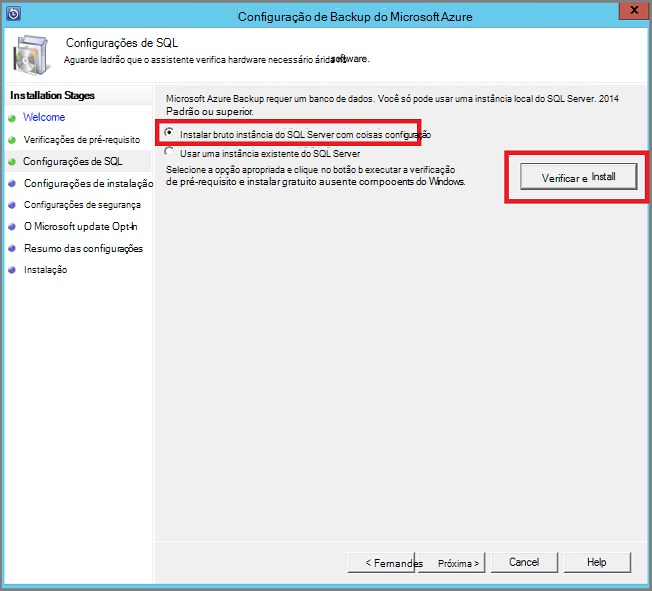 Configuração de Backup do Microsoft Azure
X
Configurações de SQL
Aguarde ladrão que o assistente verifica hardware necessário software.
Installation Stages
Welcome
Verificações de pré-requisito
Configurações de SQL
Configurações de instalação
Configurações de segurança
O Microsoft update Opt-In
Resumo das configurações
Instalação
Microsoft Azure Backup requer um banco de dados. Você só pode usar uma instância local do SQL Server. 2014
Padrão ou superior.
Instalar bruto instância do SQL Server com coisas configuração
Usar uma instância existente do SQL Server
Selecione a opção apropriada e clique no botão b executar a verificação
de pré-requisito e instalar gratuito ausente compooents do Windows.
Verificar e Install
< Fernandes
Próxima >
Cancel
Help